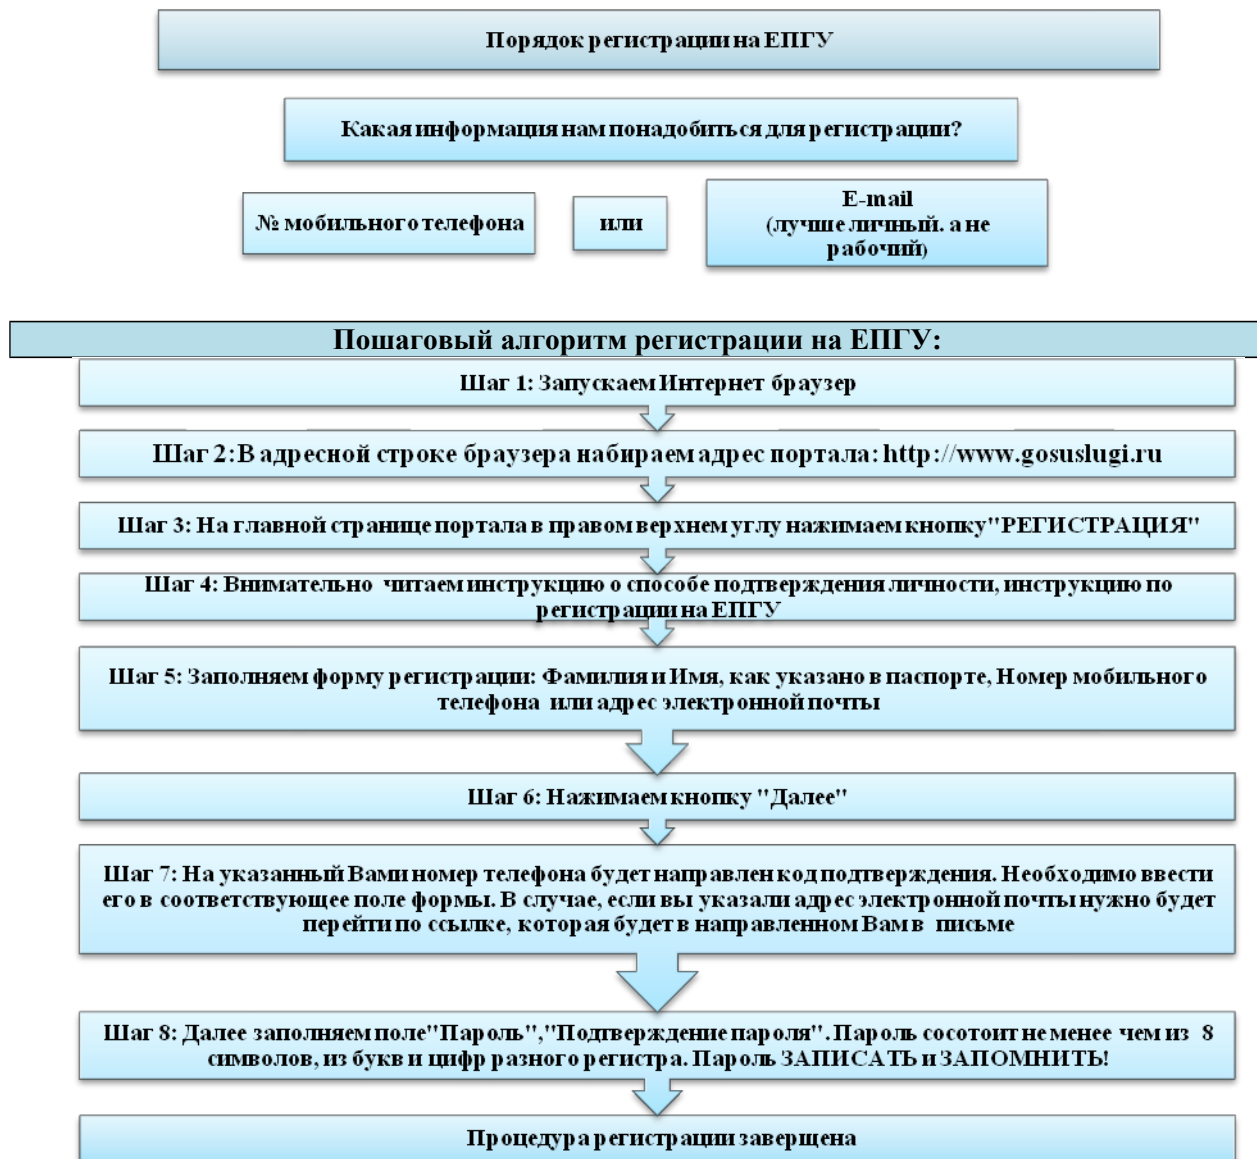 Порядок регистрации на ЕПГУ
Какая информация нам понадобиться для регистрации?
№ мобильного телефона
или
E-mail
(лучше личный. а не
рабочий)
Пошаговый алгоритм регистрации на ЕПГУ:
Шаг 1: Запускаем Интернет браузер
Шаг 2: В адресной строке браузера набираем адрес портала: http://www.gosuslugi.ru
Шаг 3: На главной странице портала в правом верхнем углу нажимаем кнопку "РЕГИСТРАЦИЯ"
Шаг 4: Внимательно читаем инструкцию о способе подтверждения личности, инструкцию по
регистрации на ЕПГУ
Шаг 5: Заполняем форму регистрации: Фамилия и Имя, как указано в паспорте, Номер мобильного
телефона или адрес электронной почты
Шаг 6: Нажимаем кнопку "Далее"
Шаг 7: На указанный Вами номер телефона будет направлен код подтверждения. Необходимо ввести
его в соответствующее поле формы. В случае, если вы указали адрес электронной почты нужно будет
перейти по ссылке, которая будет в направленном Вам в письме
Шаг 8: Далее заполняем поле "Пароль","Подтверждение пароля". Пароль сосотоит не менее чем из 8
символов, из букв и цифр разного регистра. Пароль ЗАПИСАТЬ и ЗАПОМНИТЬ!
Процедура регистрации заверщена